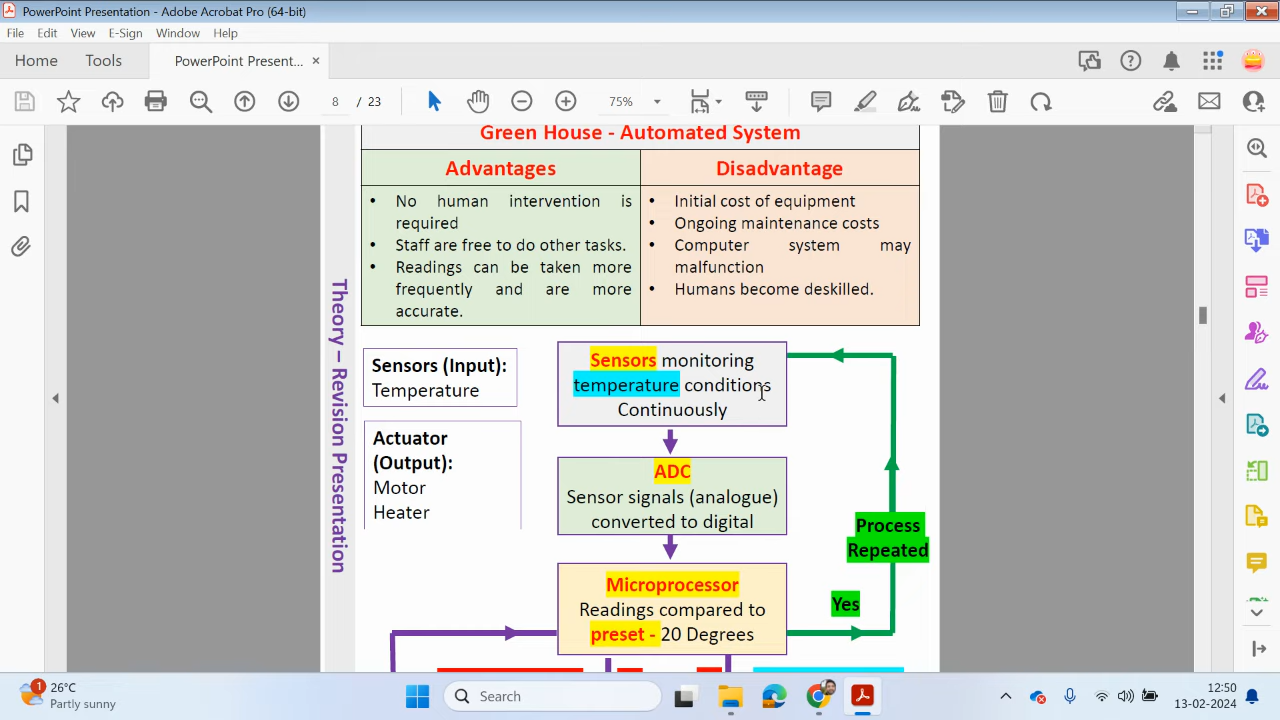 PowerPoint Presentation - Adobe Acrobat Pro (64-bit)
File Edit View E-Sign Window Help
Home Tools PowerPoint Present... ×
8 / 23 75%
Green House - Automated System
Advantages Disadvantage
• No human intervention is
required
• Staff are free to do other tasks.
• Readings can be taken more
frequently and are more
accurate.
• Initial cost of equipment
• Ongoing maintenance costs
• Computer system may
malfunction
• Humans become deskilled.
Theory – Revision Presentation
Sensors (Input):
Temperature
Actuator
(Output):
Motor
Heater
Sensors monitoring
temperature conditions
Continuously
ADC
Sensor signals (analogue)
converted to digital
Microprocessor
Readings compared to
preset - 20 Degrees
Process
Repeated
Yes
1
26°C
Partly sunny
Search
12:50
13-02-2024